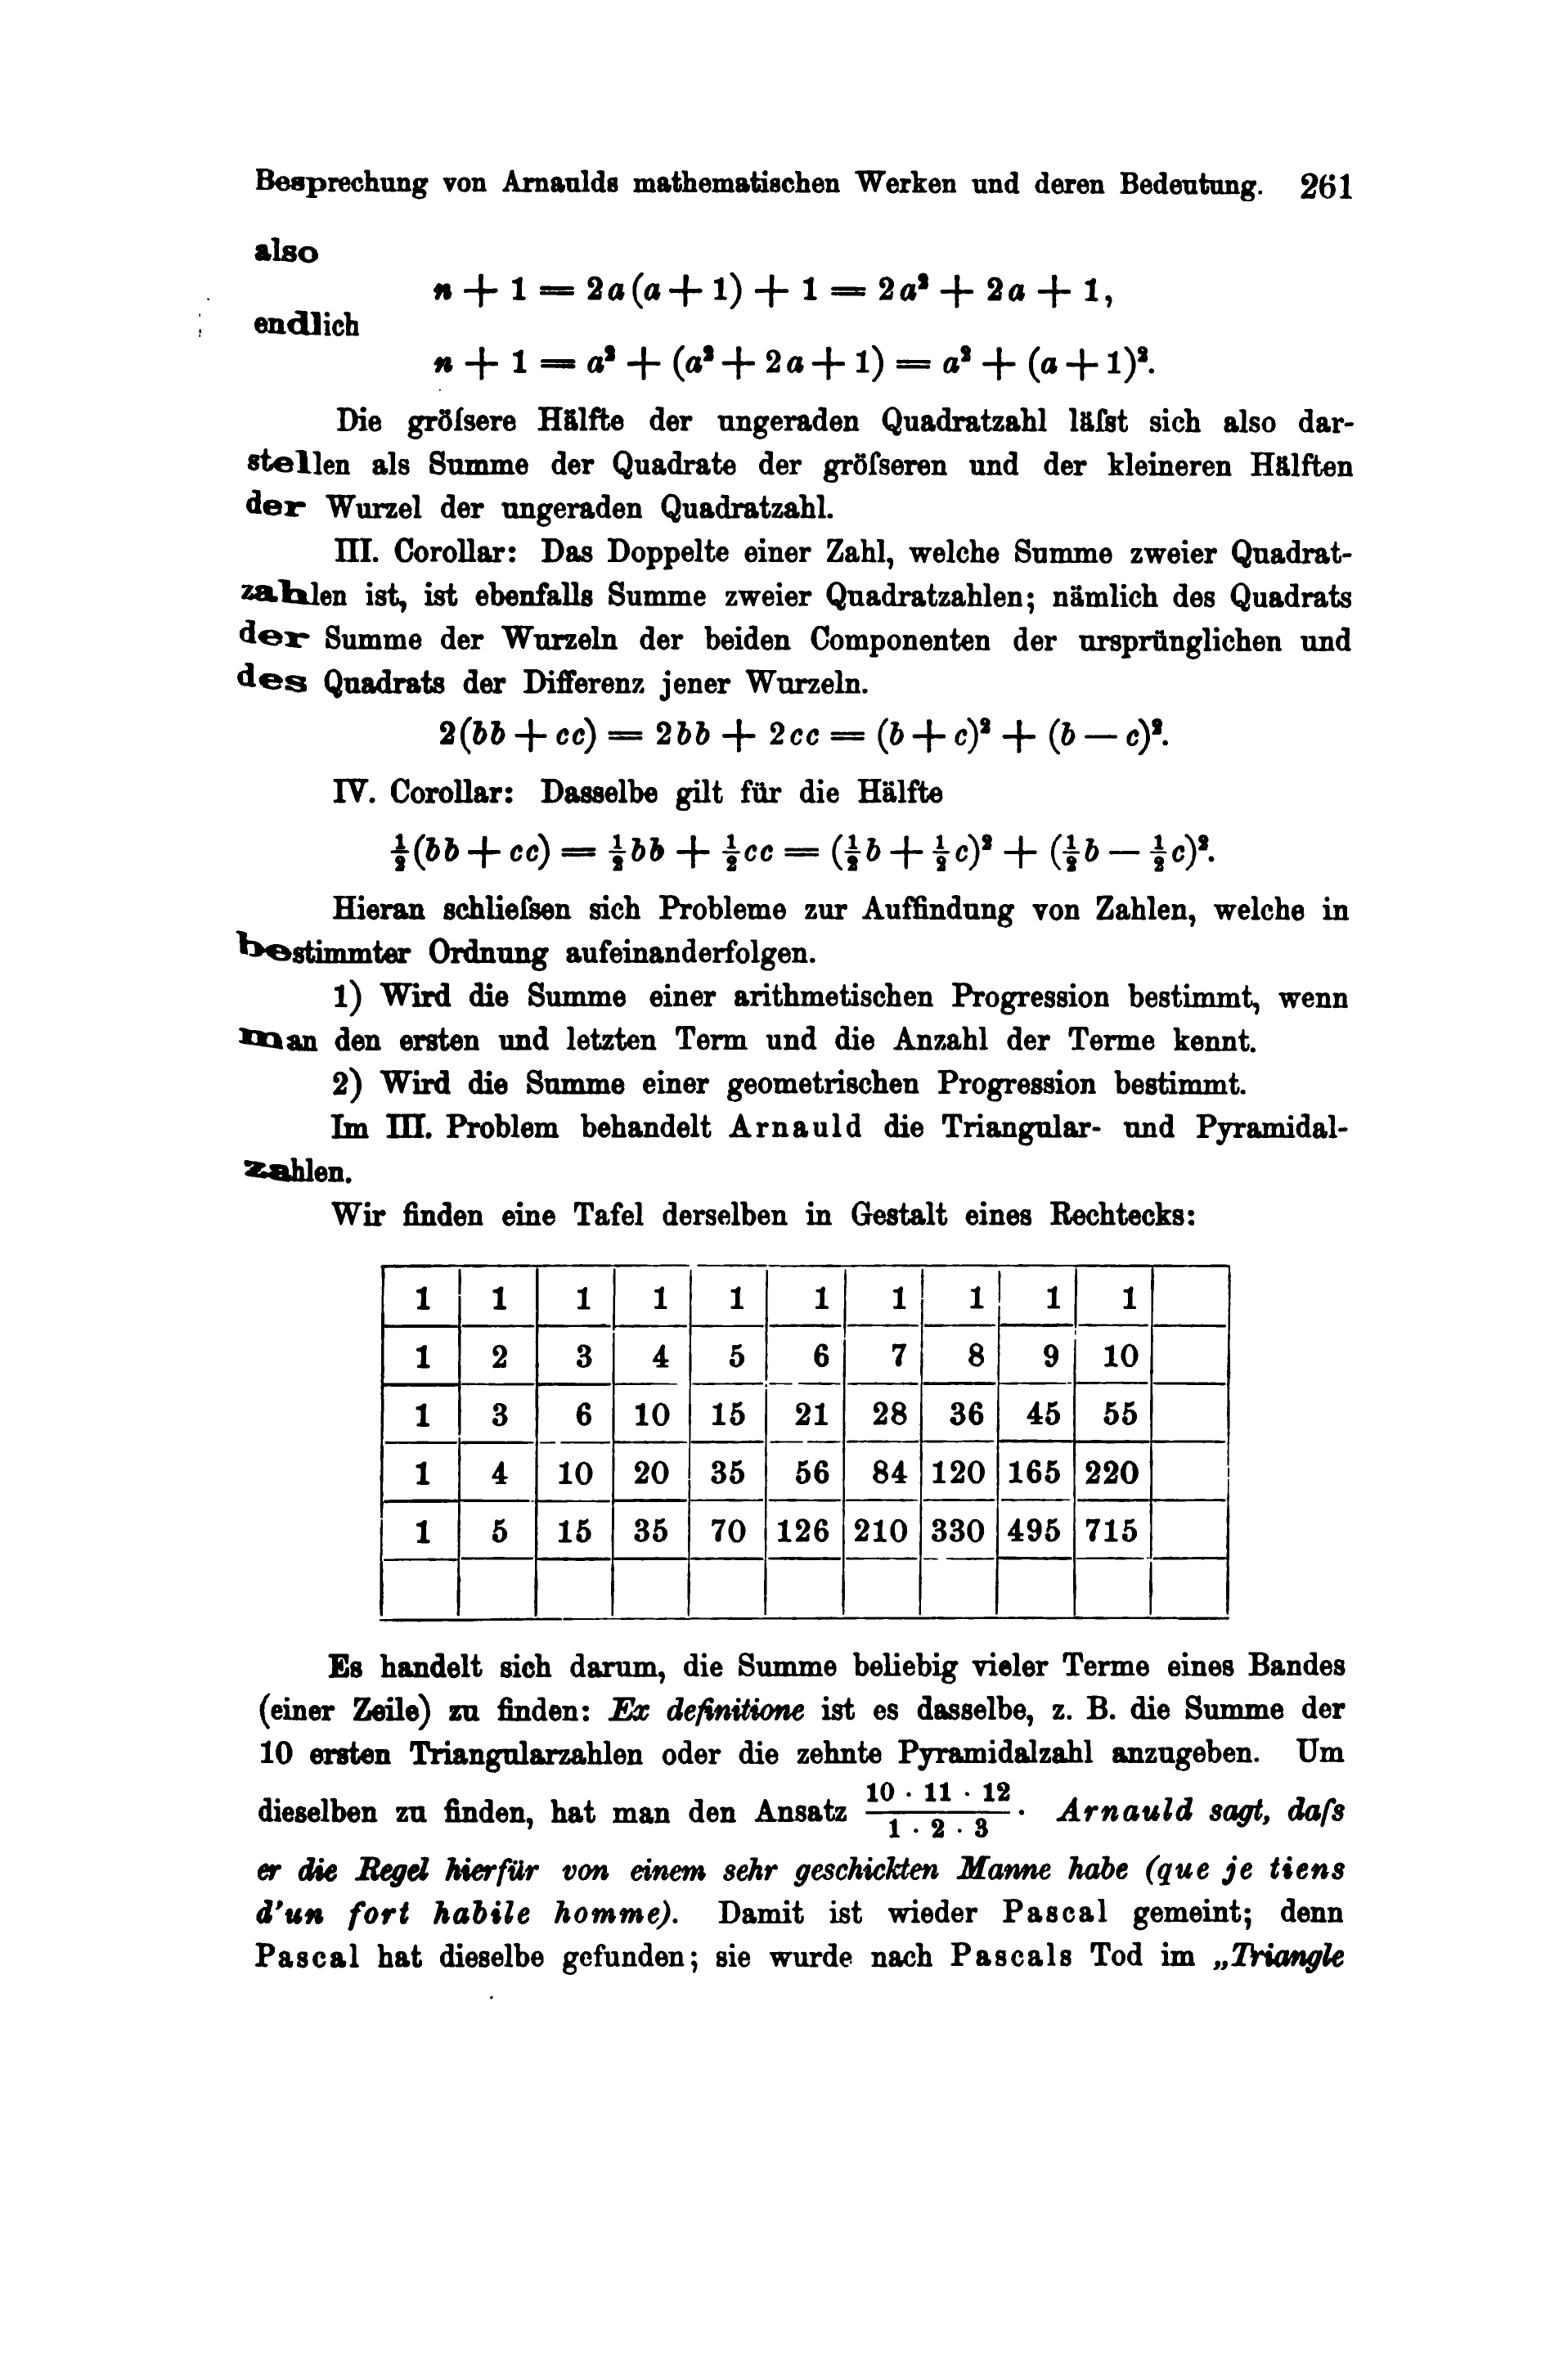 Besprechung von Arnaulds mathematischen Werken und deren Bedeutung. 261
also
n + 1 = 2a(a + 1) + 1 = 2a² + 2a + 1,
endlich
n + 1 = a² + (a² + 2a + 1) = a² + (a + 1)².
Die gröſsere Hälfte der ungeraden Quadratzahl läſst sich also dar-
stellen als Summe der Quadrate der gröſseren und der kleineren Hälften
der Wurzel der ungeraden Quadratzahl.
III. Corollar: Das Doppelte einer Zahl, welche Summe zweier Quadrat-
zahlen ist, ist ebenfalls Summe zweier Quadratzahlen; nämlich des Quadrats
der Summe der Wurzeln der beiden Componenten der ursprünglichen und
des Quadrats der Differenz jener Wurzeln.
2(bb + cc) = 2bb + 2cc = (b + c)² + (b — c)².
IV. Corollar: Dasselbe gilt für die Hälfte
½(bb + cc) = ½bb + ½cc = (½b + ½c)² + (½b — ½c)².
Hieran schlieſsen sich Probleme zur Auffindung von Zahlen, welche in
bestimmter Ordnung aufeinanderfolgen.
1) Wird die Summe einer arithmetischen Progression bestimmt, wenn
man den ersten und letzten Term und die Anzahl der Terme kennt.
2) Wird die Summe einer geometrischen Progression bestimmt.
Im III. Problem behandelt Arnauld die Triangular- und Pyramidal-
zahlen.
Wir finden eine Tafel derselben in Gestalt eines Rechtecks:
1 1 1 1 1 1 1 1 1 1
1 2 3 4 5 6 7 8 9 10
1 3 6 10 15 21 28 36 45 55
1 4 10 20 35 56 84 120 165 220
1 5 15 35 70 126 210 330 495 715
Es handelt sich darum, die Summe beliebig vieler Terme eines Bandes
(einer Zeile) zu finden: Ex definitione ist es dasselbe, z. B. die Summe der
10 ersten Triangularzahlen oder die zehnte Pyramidalzahl anzugeben. Um
dieselben zu finden, hat man den Ansatz (10 · 11 · 12)/(1 · 2 · 3). Arnauld sagt, daſs
er die Regel hierfür von einem sehr geschickten Manne habe (que je tiens
d'un fort habile homme). Damit ist wieder Pascal gemeint; denn
Pascal hat dieselbe gefunden; sie wurde nach Pascals Tod im „Triangle